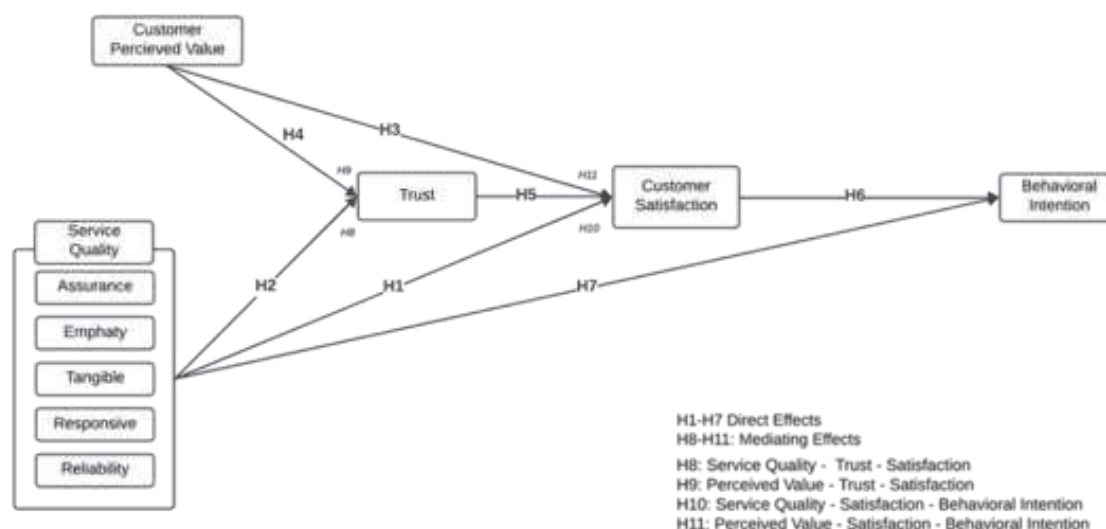 Customer
Percieved Value
H4
H3
H9
H11
Trust
H5
Customer
Satisfaction
H6
Behavioral
Intention
H8
H10
Service
Quality
Assurance
Emphaty
Tangible
Responsive
Reliability
H2
H1
H7
H1-H7 Direct Effects
H8-H11: Mediating Effects
H8: Service Quality - Trust - Satisfaction
H9: Perceived Value - Trust - Satisfaction
H10: Service Quality - Satisfaction - Behavioral Intention
H11: Perceived Value - Satisfaction - Behavioral Intention